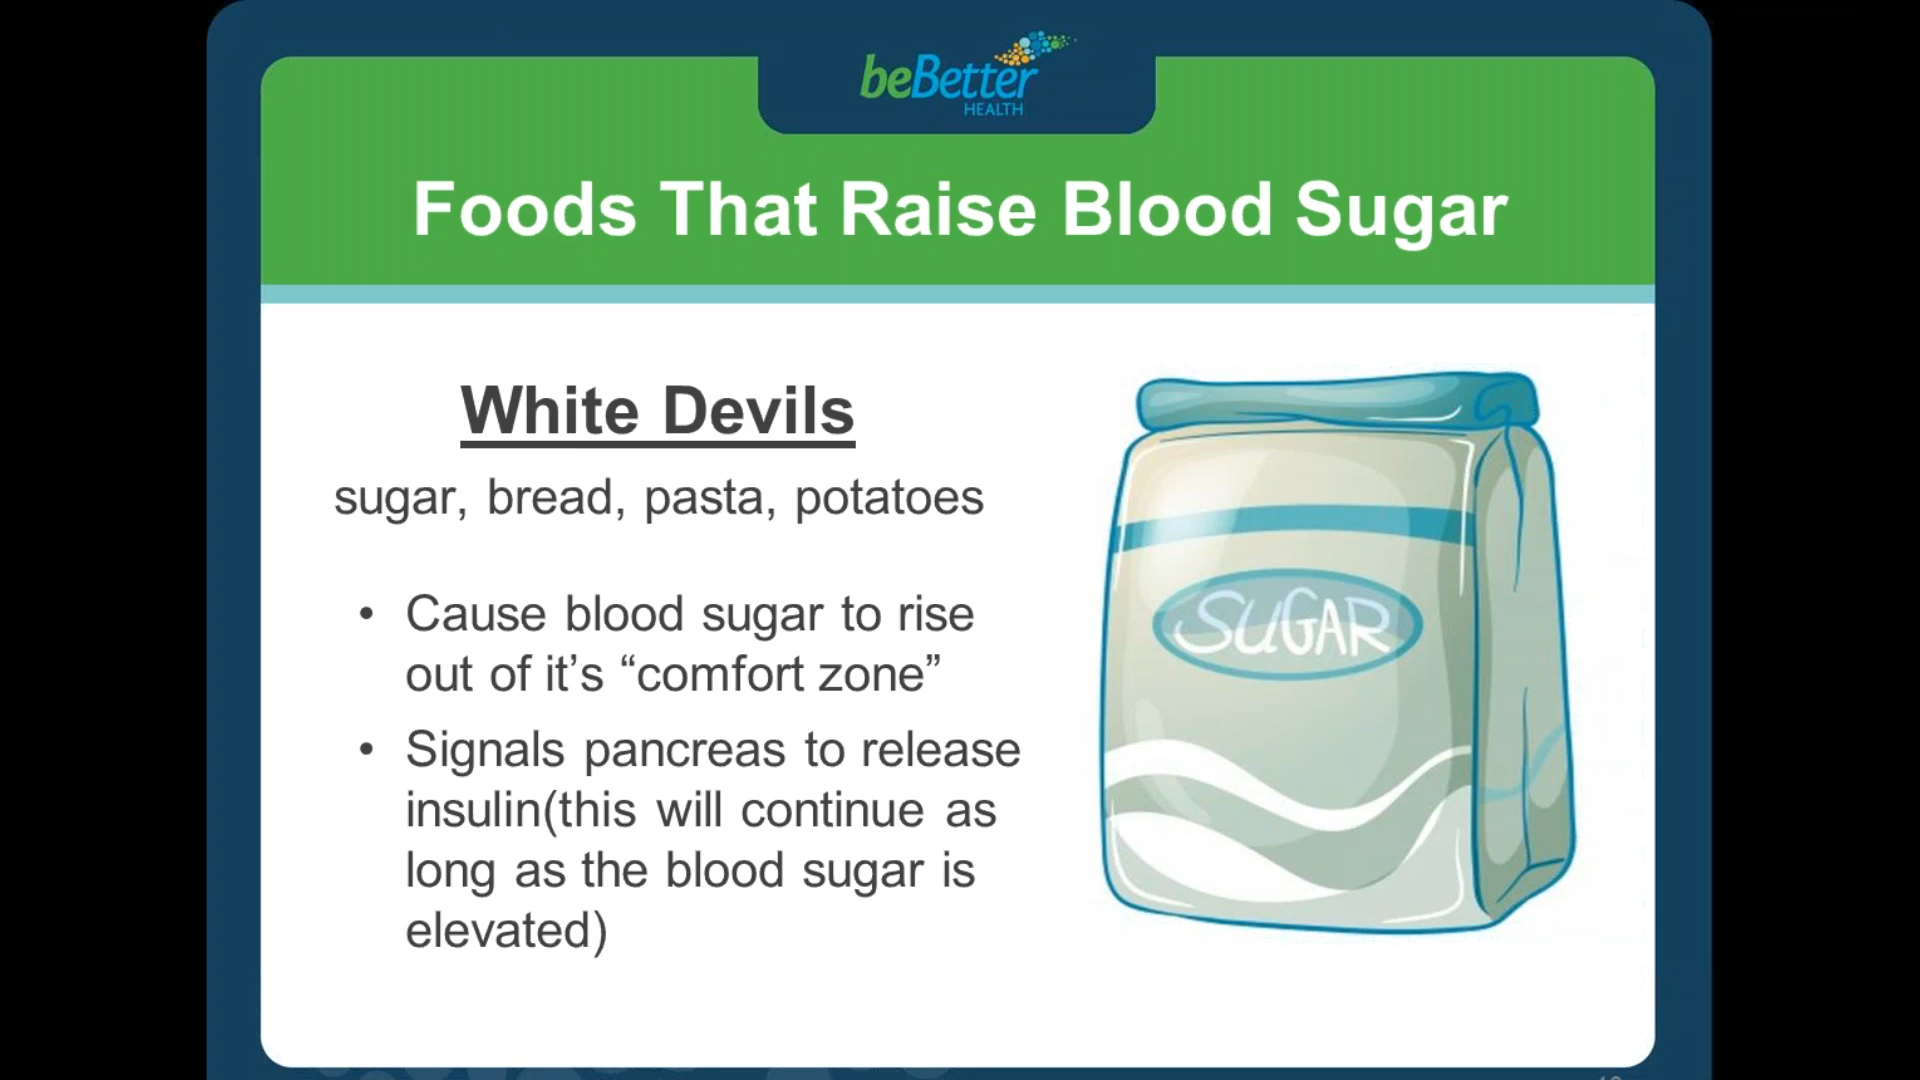 beBetter
HEALTH
Foods That Raise Blood Sugar
White Devils
sugar, bread, pasta, potatoes
• Cause blood sugar to rise
out of it’s “comfort zone”
• Signals pancreas to release
insulin(this will continue as
long as the blood sugar is
elevated)
SUGAR